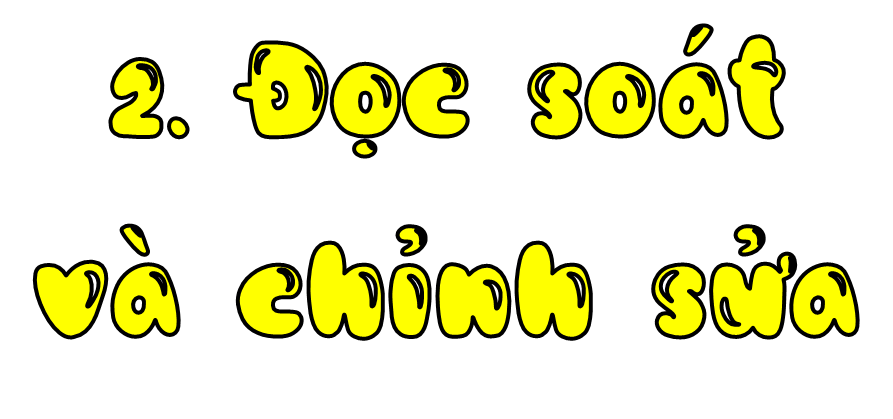 2. Đọc soát
và chỉnh sửa